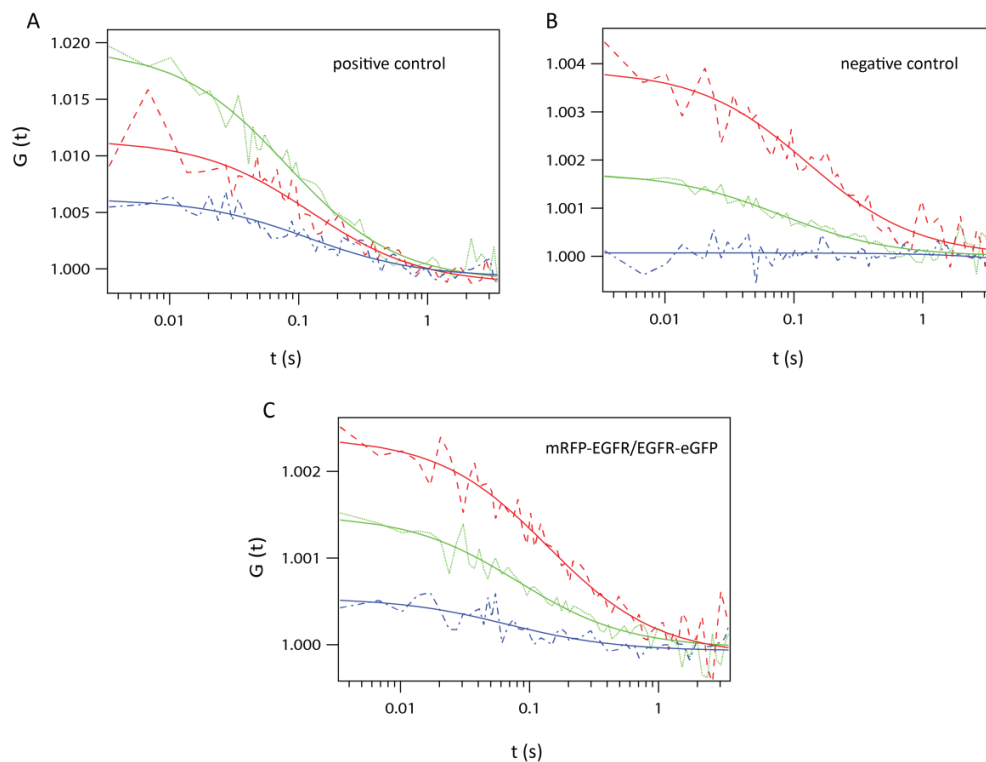 A
1.020
1.015
1.010
1.005
1.000
G (t)
positive control
0.01
0.1
1
t (s)
B
1.004
1.003
1.002
1.001
1.000
negative control
0.01
0.1
1
t (s)
C
1.002
1.001
1.000
G (t)
mRFP-EGFR/EGFR-eGFP
0.01
0.1
1
t (s)